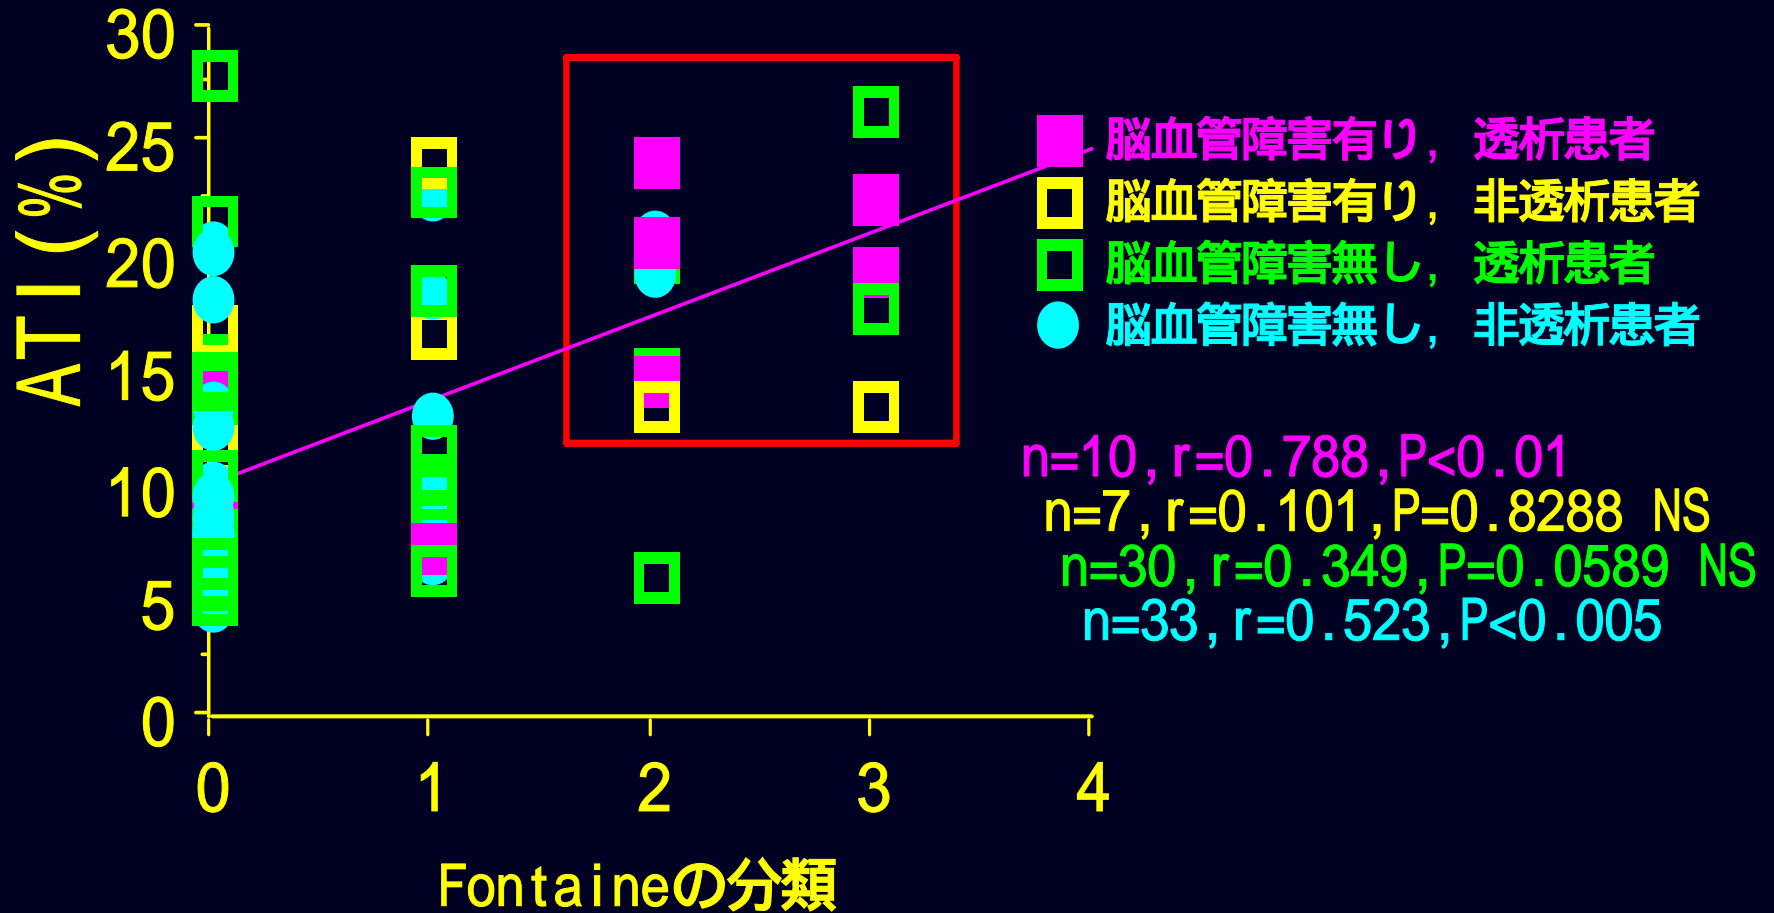 ATI(%)
30
25
20
15
10
5
0
0 1 2 3 4
Fontaineの分類
脳血管障害有り, 透析患者
脳血管障害有り, 非透析患者
脳血管障害無し, 透析患者
脳血管障害無し, 非透析患者
n=10,r=0.788,P<0.01
n=7,r=0.101,P=0.8288 NS
n=30,r=0.349,P=0.0589 NS
n=33,r=0.523,P<0.005